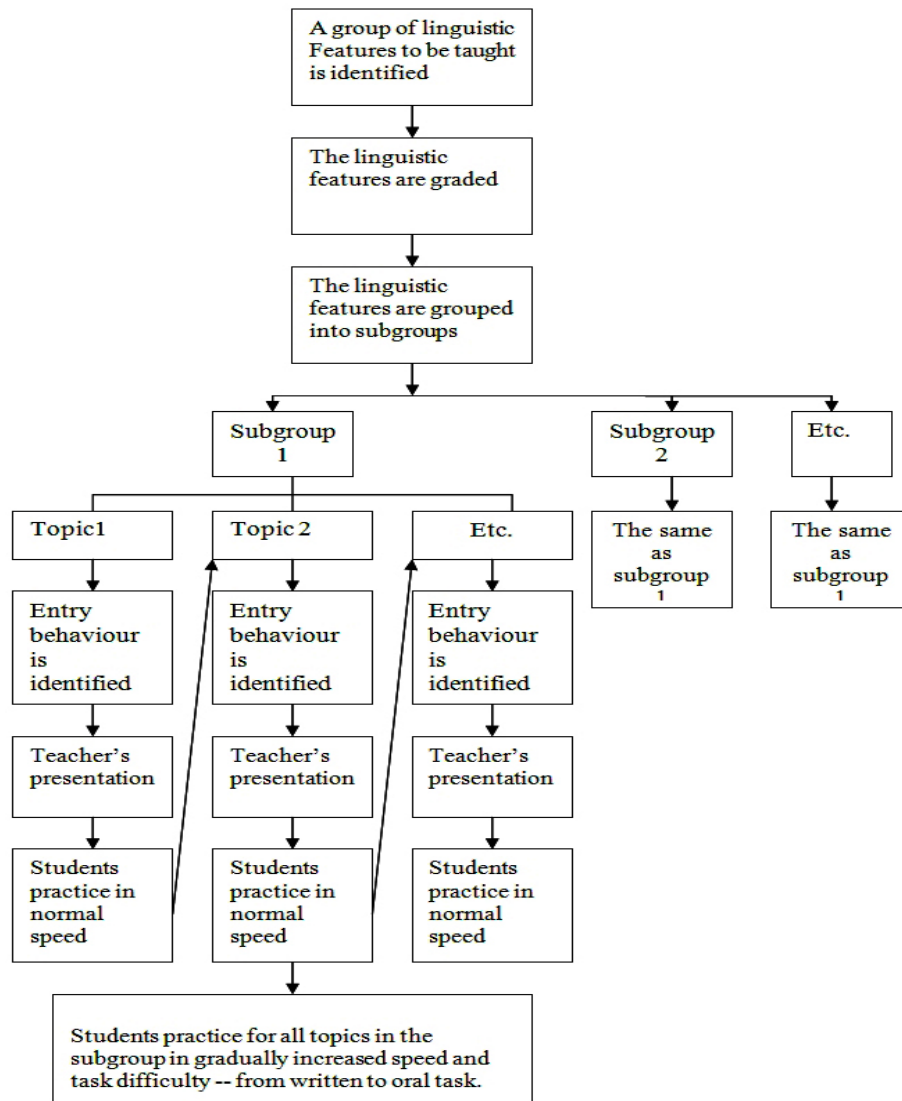 A group of linguistic
Features to be taught
is identified
The linguistic
features are graded
The linguistic
features are grouped
into subgroups
Subgroup
1
Subgroup
2
Etc.
Topic1
Topic 2
Etc.
The same
as
subgroup
1
The same
as
subgroup
1
Entry
behaviour
is
identified
Entry
behaviour
is
identified
Entry
behaviour
is
identified
Teacher's
presentation
Teacher's
presentation
Teacher's
presentation
Students
practice in
normal
speed
Students
practice in
normal
speed
Students
practice in
normal
speed
Students practice for all topics in the
subgroup in gradually increased speed and
task difficulty -- from written to oral task.